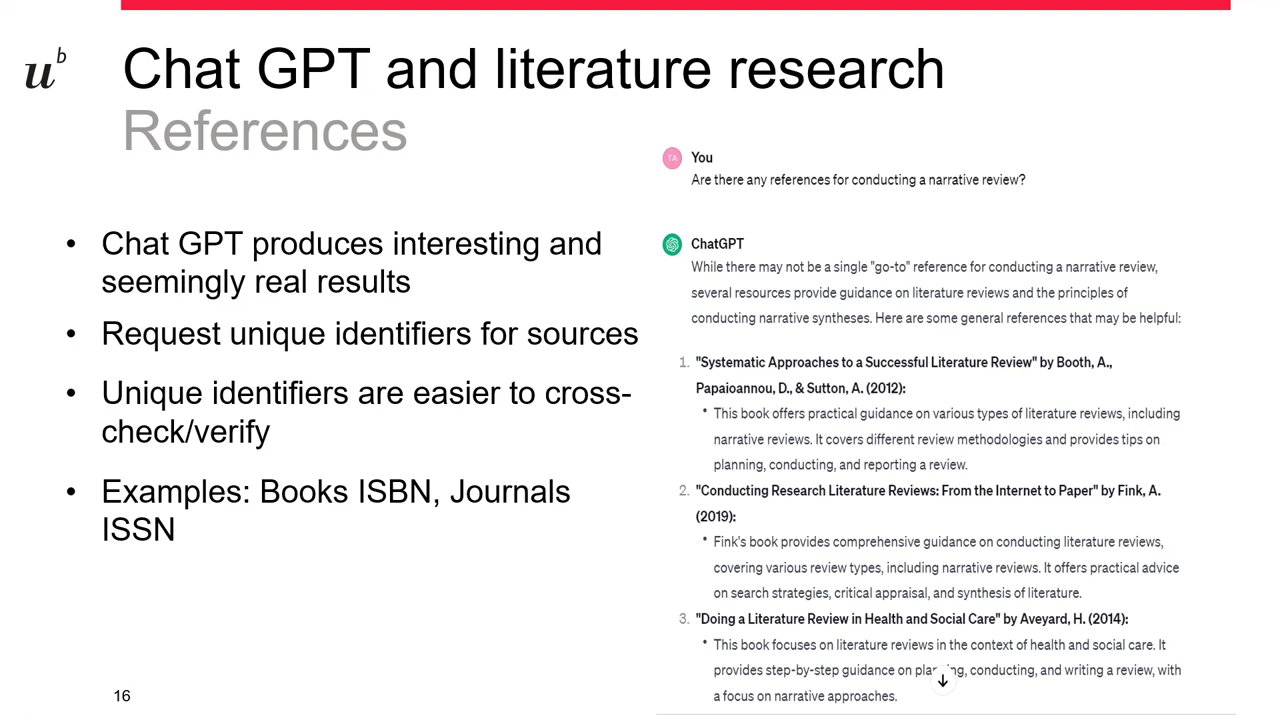 u b
Chat GPT and literature research
References
• Chat GPT produces interesting and
seemingly real results
• Request unique identifiers for sources
• Unique identifiers are easier to cross-
check/verify
• Examples: Books ISBN, Journals
ISSN
TA You
Are there any references for conducting a narrative review?
ChatGPT
While there may not be a single "go-to" reference for conducting a narrative review,
several resources provide guidance on literature reviews and the principles of
conducting narrative syntheses. Here are some general references that may be helpful:
1. "Systematic Approaches to a Successful Literature Review" by Booth, A.,
Papaioannou, D., & Sutton, A. (2012):
• This book offers practical guidance on various types of literature reviews, including
narrative reviews. It covers different review methodologies and provides tips on
planning, conducting, and reporting a review.
2. "Conducting Research Literature Reviews: From the Internet to Paper" by Fink, A.
(2019):
• Fink's book provides comprehensive guidance on conducting literature reviews,
covering various review types, including narrative reviews. It offers practical advice
on search strategies, critical appraisal, and synthesis of literature.
3. "Doing a Literature Review in Health and Social Care" by Aveyard, H. (2014):
• This book focuses on literature reviews in the context of health and social care. It
provides step-by-step guidance on planning, conducting, and writing a review, with
a focus on narrative approaches.
16